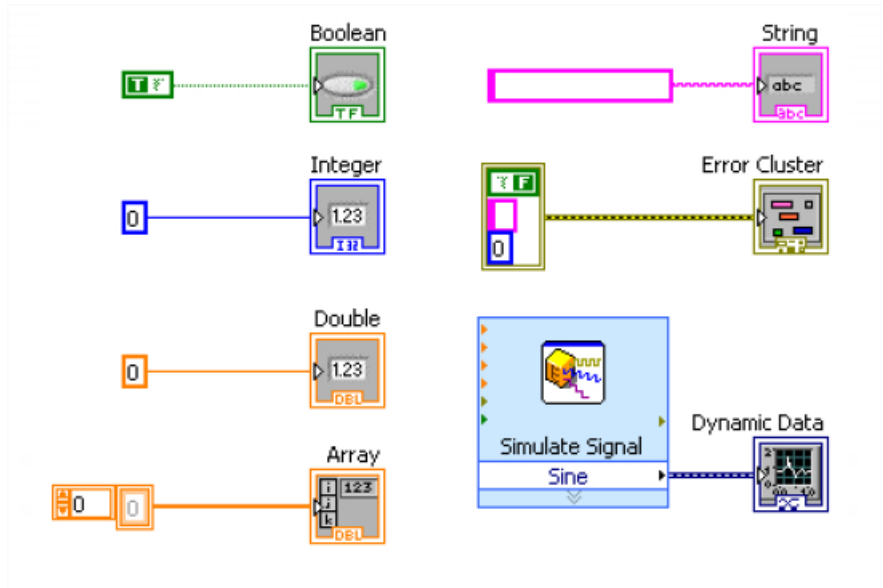 Boolean
T
TF
Integer
0
1.23
I32
Double
0
1.23
DBL
Array
0
0
i
j
k
123
DBL
String
abc
abc
Error Cluster
F
0
Simulate Signal
Sine
Dynamic Data